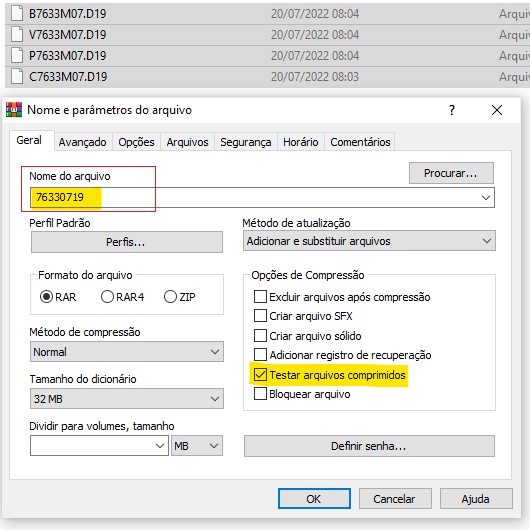 B7633M07.D19 20/07/2022 08:04 Arqui
V7633M07.D19 20/07/2022 08:04 Arqui
P7633M07.D19 20/07/2022 08:04 Arqui
C7633M07.D19 20/07/2022 08:03 Arqui
Nome e parâmetros do arquivo ?
Geral Avançado Opções Arquivos Segurança Horário Comentários
Nome do arquivo Procurar...
76330719
Perfil Padrão Método de atualização
Perfis... Adicionar e substituir arquivos
Formato do arquivo Opções de Compressão
RAR RAR4 ZIP Excluir arquivos após compressão
Criar arquivo SFX
Método de compressão Criar arquivo sólido
Normal Adicionar registro de recuperação
Tamanho do dicionário Testar arquivos comprimidos
32 MB Bloquear arquivo
Dividir para volumes, tamanho
MB Definir senha...
OK Cancelar Ajuda